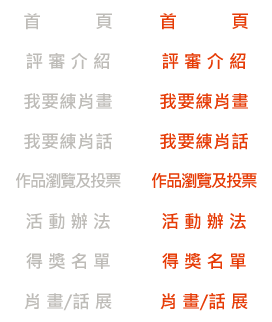 首頁 首頁
評審介紹 評審介紹
我要練肖畫 我要練肖畫
我要練肖話 我要練肖話
作品瀏覽及投票 作品瀏覽及投票
活動辦法 活動辦法
得獎名單 得獎名單
肖畫/話展 肖畫/話展